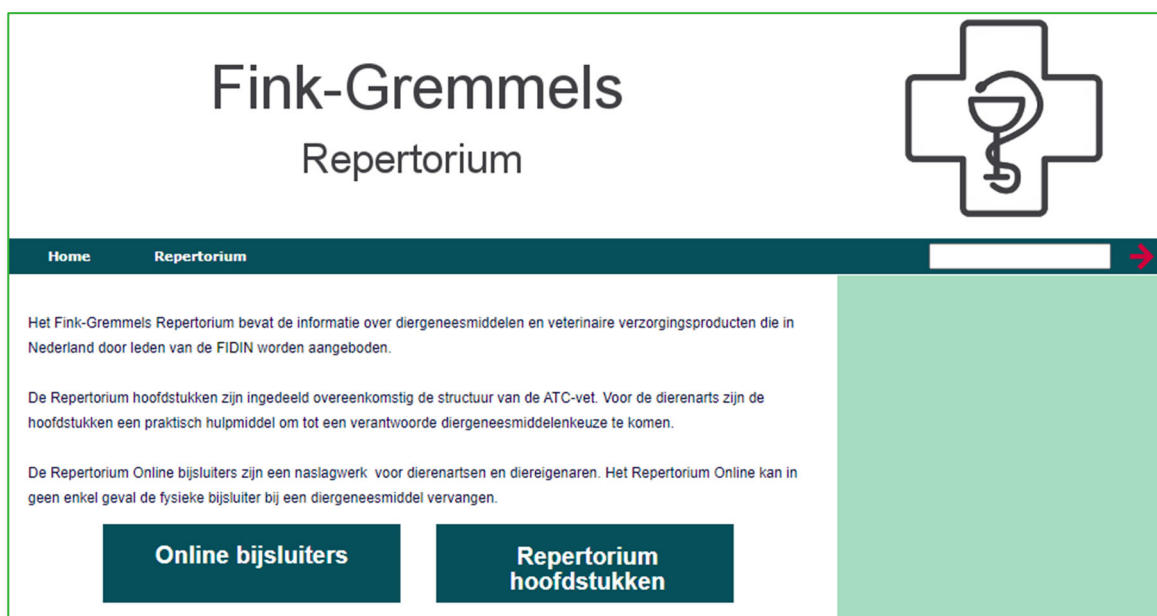 Fink-Gremmels
Repertorium
Home Repertorium
Het Fink-Gremmels Repertorium bevat de informatie over diergeneesmiddelen en veterinaire verzorgingsproducten die in
Nederland door leden van de FIDIN worden aangeboden.
De Repertorium hoofdstukken zijn ingedeeld overeenkomstig de structuur van de ATC-vet. Voor de dierenarts zijn de
hoofdstukken een praktisch hulpmiddel om tot een verantwoorde diergeneesmiddelenkeuze te komen.
De Repertorium Online bijsluiters zijn een naslagwerk voor dierenartsen en diereigenaren. Het Repertorium Online kan in
geen enkel geval de fysieke bijsluiter bij een diergeneesmiddel vervangen.
Online bijsluiters
Repertorium
hoofdstukken